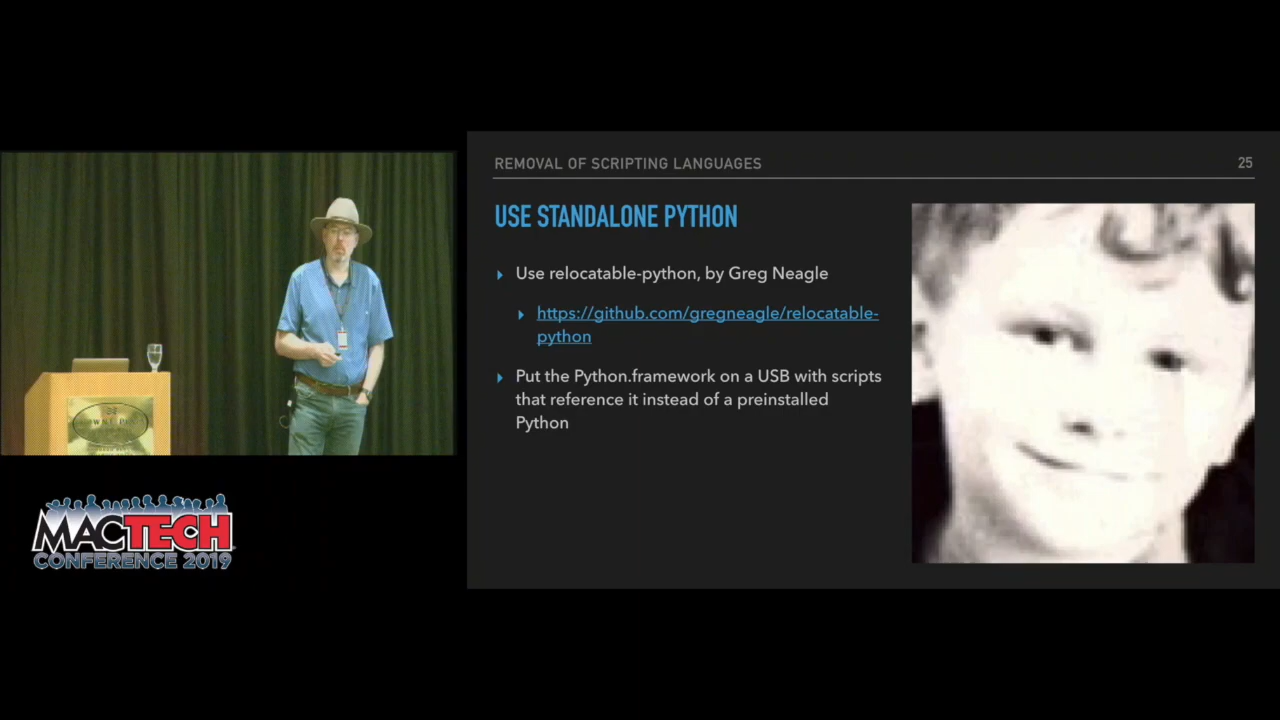 REMOVAL OF SCRIPTING LANGUAGES 25
USE STANDALONE PYTHON
Use relocatable-python, by Greg Neagle
https://github.com/gregneagle/relocatable-
python
Put the Python.framework on a USB with scripts
that reference it instead of a preinstalled
Python
MACTECH
CONFERENCE 2019